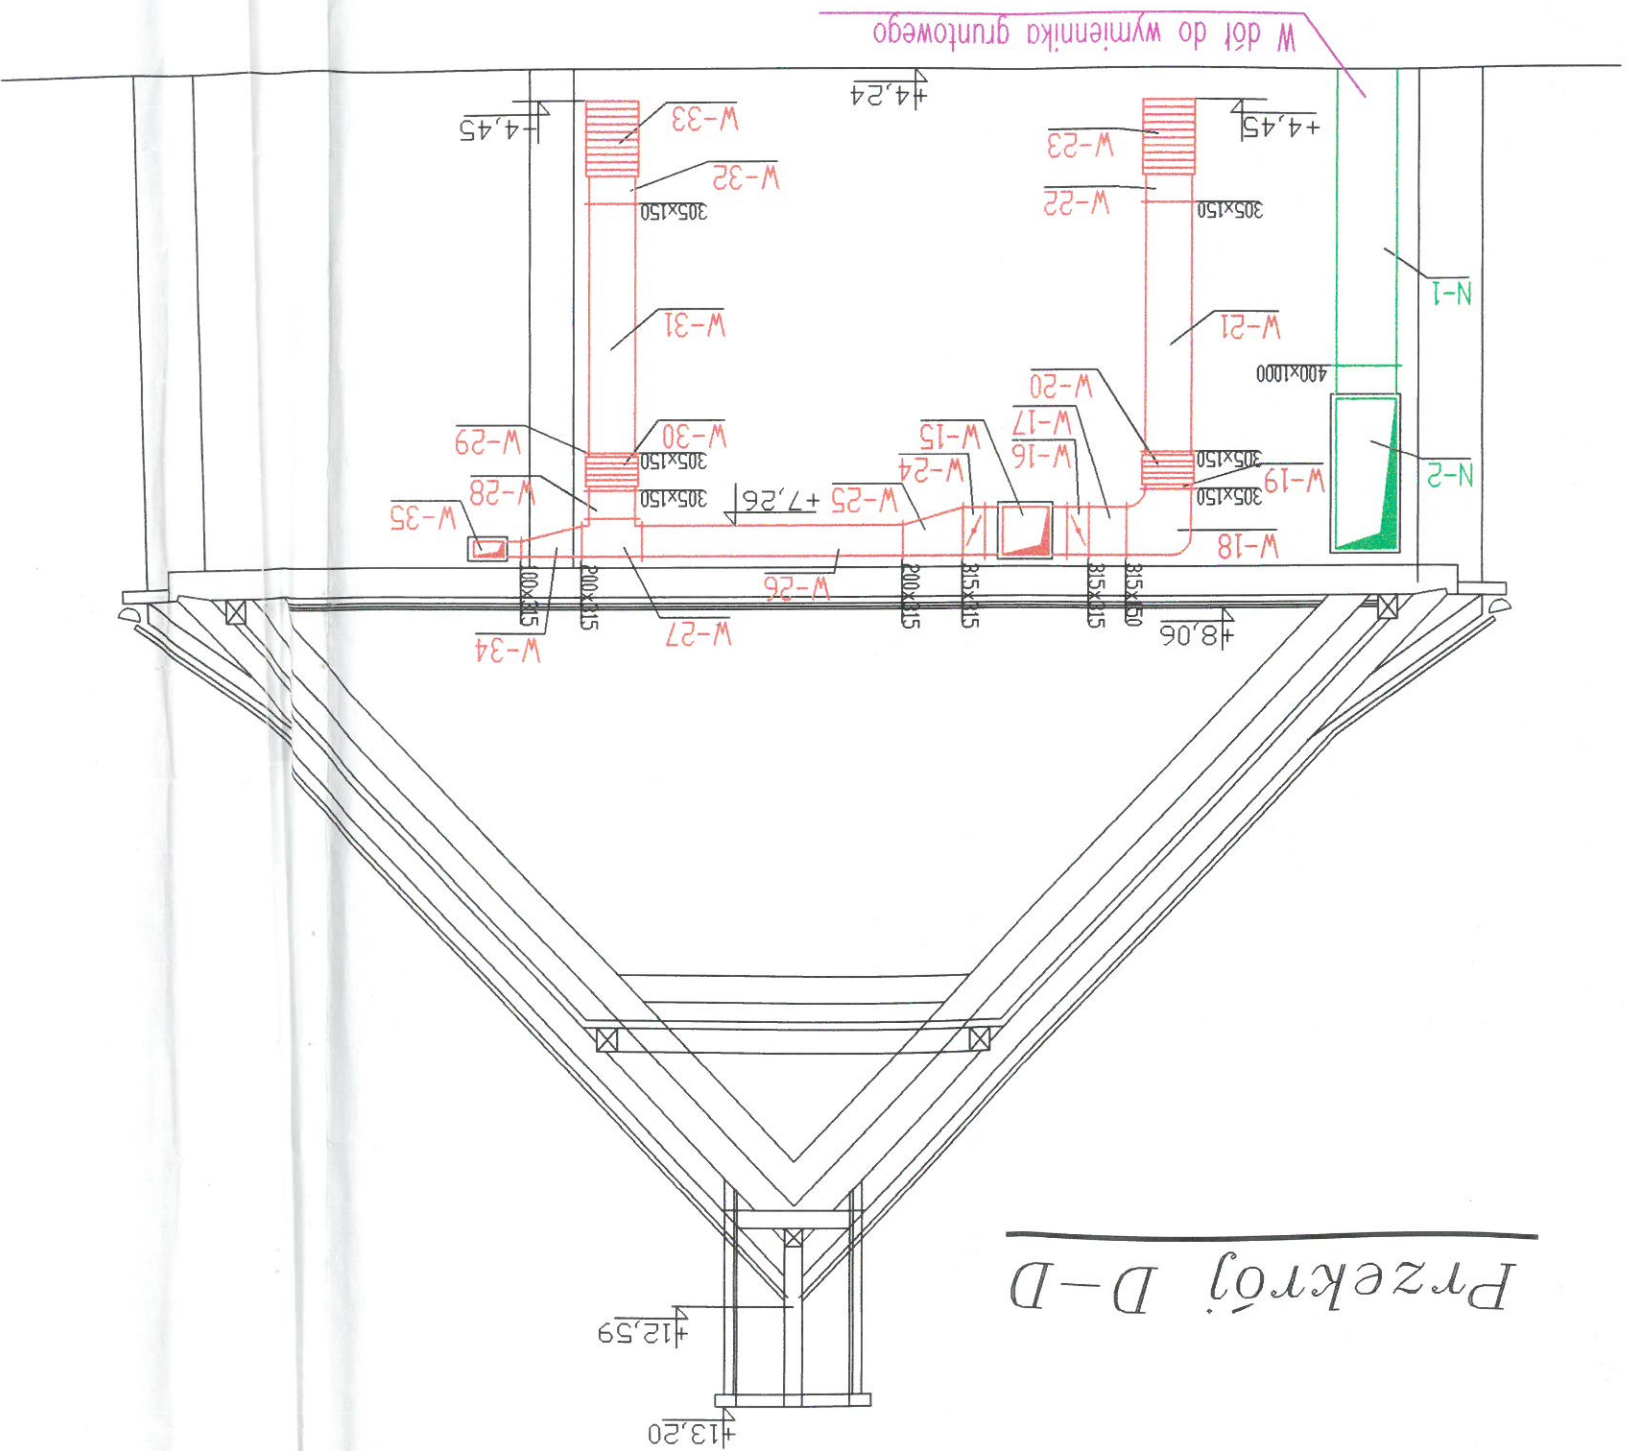 +13,20
+12,59
Przekrój D-D
+8,06
W-27
W-34
315x150
315x315
315x315
200x315
200x315
100x315
W-26
W-18
W-35
305x150
+7,26
W-25
305x150
W-28
N-2
W-19
305x150
W-16
W-24
305x150
W-29
W-17
W-15
W-30
W-20
400x1000
W-21
W-31
N-1
305x150
305x150
W-22
W-32
W-23
+4,45
W-33
+4,45
+4,24
W dół do wymiennika gruntowego